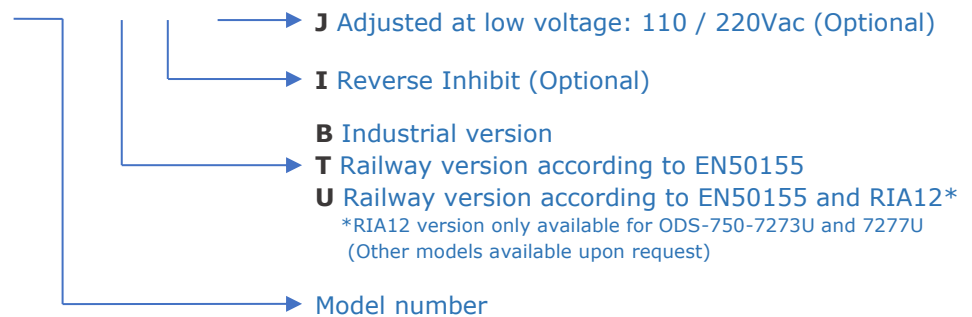 J Adjusted at low voltage: 110 / 220Vac (Optional)
I Reverse Inhibit (Optional)
B Industrial version
T Railway version according to EN50155
U Railway version according to EN50155 and RIA12*
*RIA12 version only available for ODS-750-7273U and 7277U
(Other models available upon request)
Model number